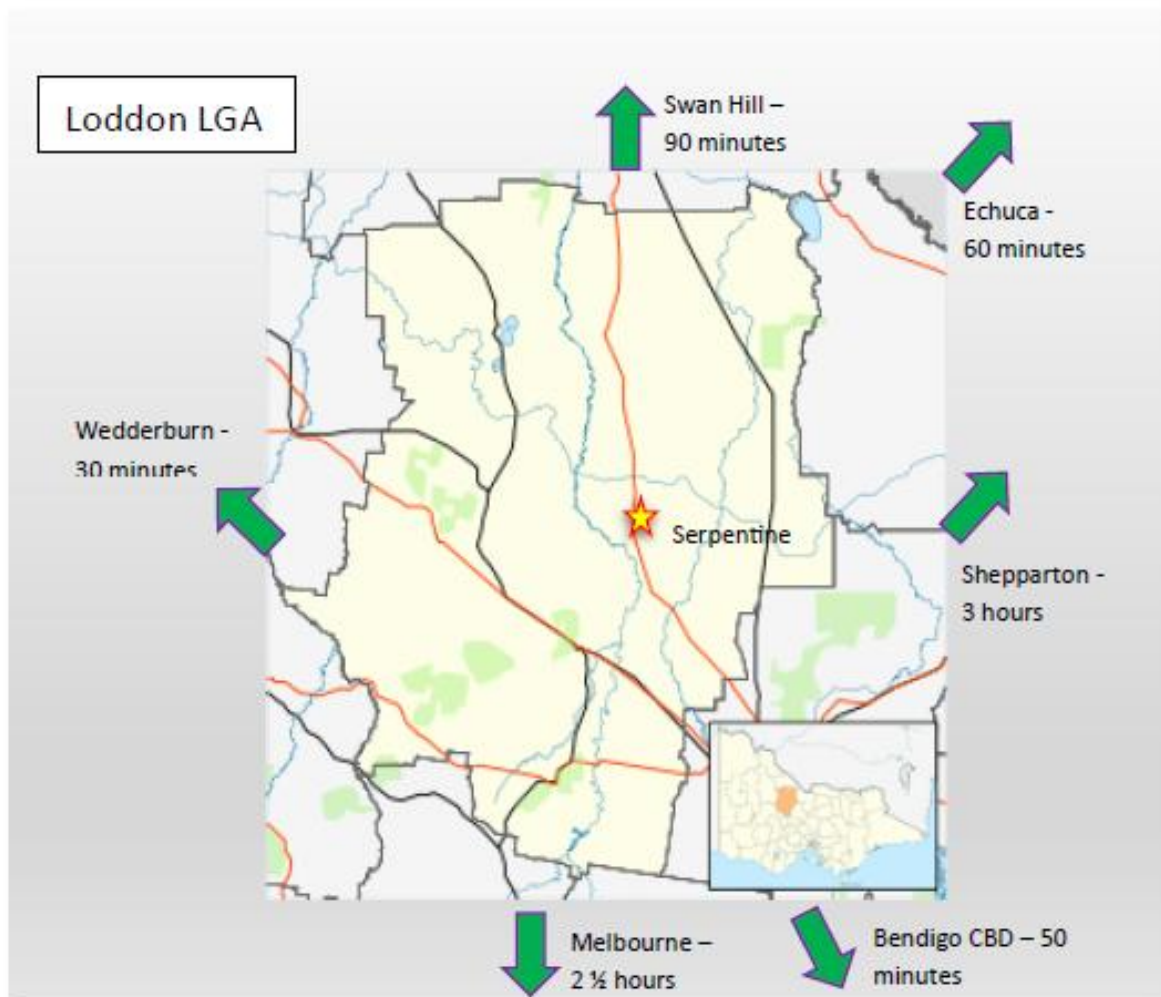 Loddon LGA
Swan Hill –
90 minutes
Echuca -
60 minutes
Wedderburn -
30 minutes
Serpentine
Shepparton -
3 hours
Melbourne –
2 ½ hours
Bendigo CBD – 50
minutes